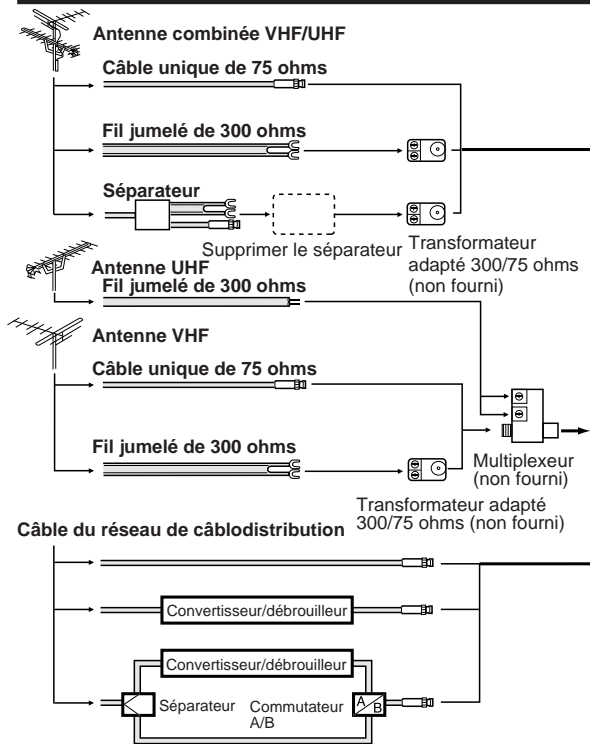 Antenne combinée VHF/UHF
Câble unique de 75 ohms
Fil jumelé de 300 ohms
Séparateur
Supprimer le séparateur
Transformateur
adapté 300/75 ohms
(non fourni)
Antenne UHF
Fil jumelé de 300 ohms
Antenne VHF
Câble unique de 75 ohms
Fil jumelé de 300 ohms
Multiplexeur
(non fourni)
Transformateur adapté
300/75 ohms (non fourni)
Câble du réseau de câblodistribution
Convertisseur/débrouilleur
Convertisseur/débrouilleur
Séparateur
Commutateur
A/B
A
B